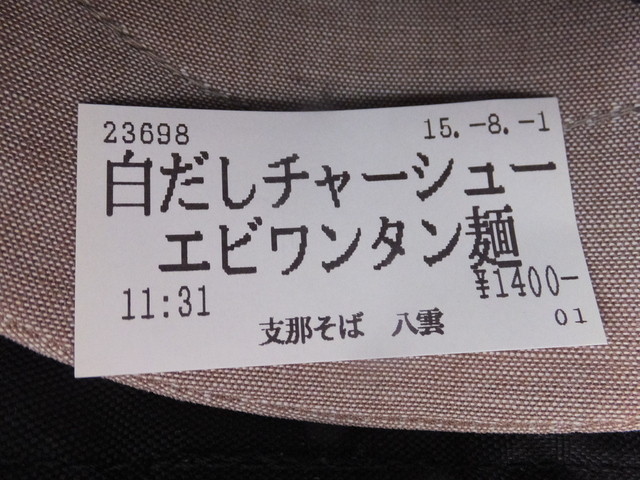 23698 15.-8.-1
白だしチャーシュー
エビワンタン麺
¥1400-
11:31
支那そば 八雲
01